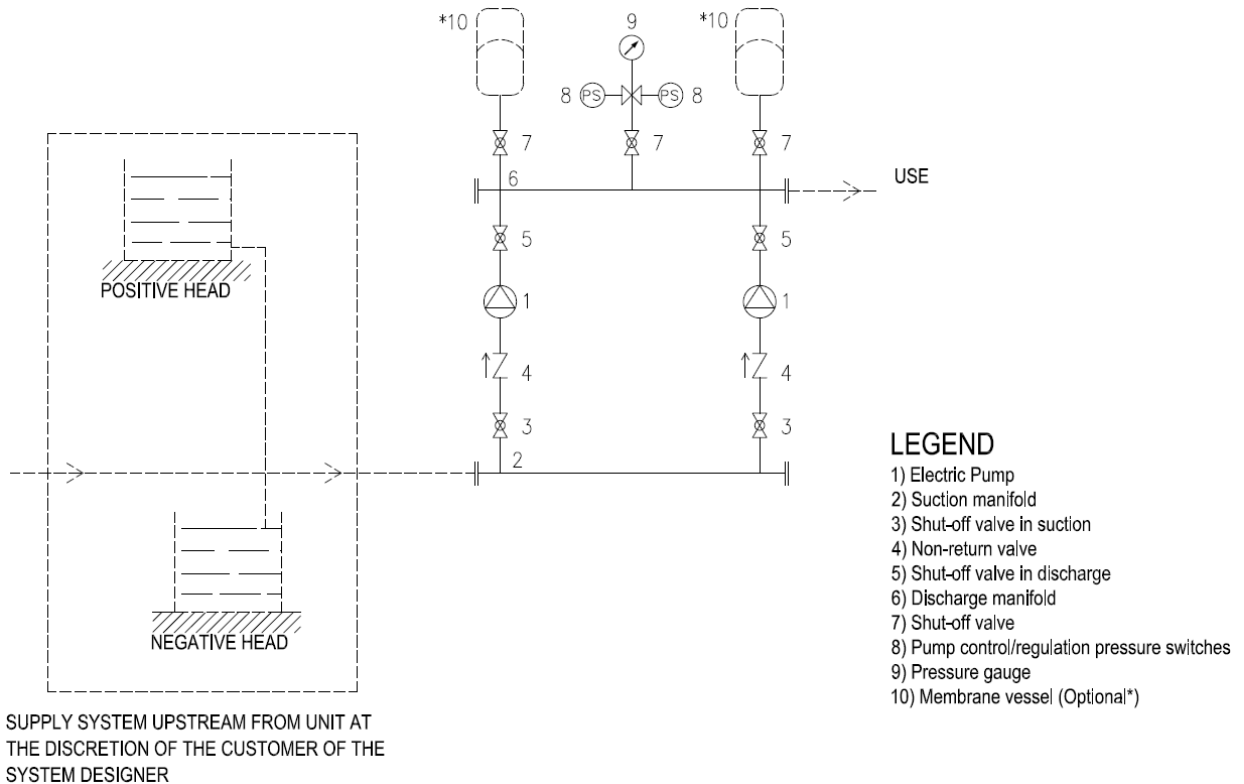 *10
9
*10
8 PS PS 8
7
7
7
6
USE
5
5
POSITIVE HEAD
1
1
4
4
3
3
2
NEGATIVE HEAD
SUPPLY SYSTEM UPSTREAM FROM UNIT AT
THE DISCRETION OF THE CUSTOMER OF THE
SYSTEM DESIGNER
LEGEND
1) Electric Pump
2) Suction manifold
3) Shut-off valve in suction
4) Non-return valve
5) Shut-off valve in discharge
6) Discharge manifold
7) Shut-off valve
8) Pump control/regulation pressure switches
9) Pressure gauge
10) Membrane vessel (Optional*)